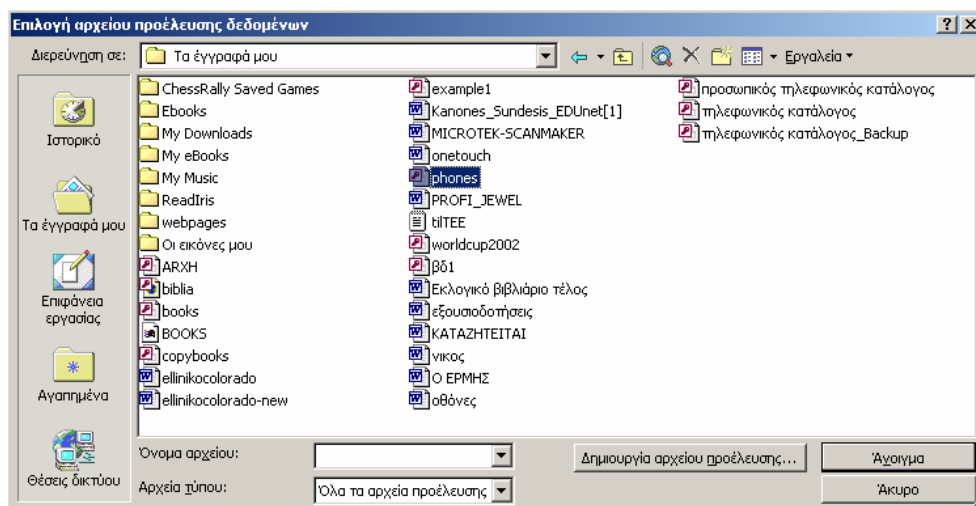 Επιλογή αρχείου προέλευσης δεδομένων
Διερεύνηση σε:
Τα έγγραφά μου
Εργαλεία
Ιστορικό
Τα έγγραφά μου
Επιφάνεια
εργασίας
Αγαπημένα
Θέσεις δικτύου
ChessRally Saved Games
Ebooks
My Downloads
My eBooks
My Music
ReadIris
webpages
Οι εικόνες μου
ARXH
biblia
books
BOOKS
copybooks
ellinikocolorado
ellinikocolorado-new
example1
Kanones_Sundesis_EDUnet[1]
MICROTEK-SCANMAKER
onetouch
phones
PROFI_JEWEL
tilTEE
worldcup2002
βδ1
Εκλογικό βιβλιάριο τέλος
εξουσιοδοτήσεις
ΚΑΤΑΖΗΤΕΙΤΑΙ
νικος
Ο ΕΡΜΗΣ
οθόνες
προσωπικός τηλεφωνικός κατάλογος
τηλεφωνικός κατάλογος
τηλεφωνικός κατάλογος_Backup
Όνομα αρχείου:
Δημιουργία αρχείου προέλευσης...
Άνοιγμα
Αρχεία τύπου:
Όλα τα αρχεία προέλευσης
Άκυρο